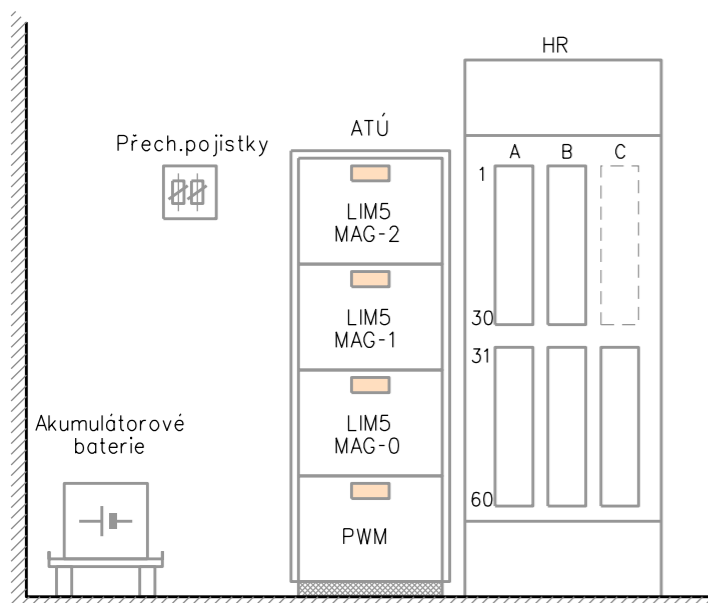 HR
ATÚ
Přech.pojistky
A B C
1
LIM5
MAG-2
30
LIM5
MAG-1
31
Akumulátorové
baterie
LIM5
MAG-0
60
PWM